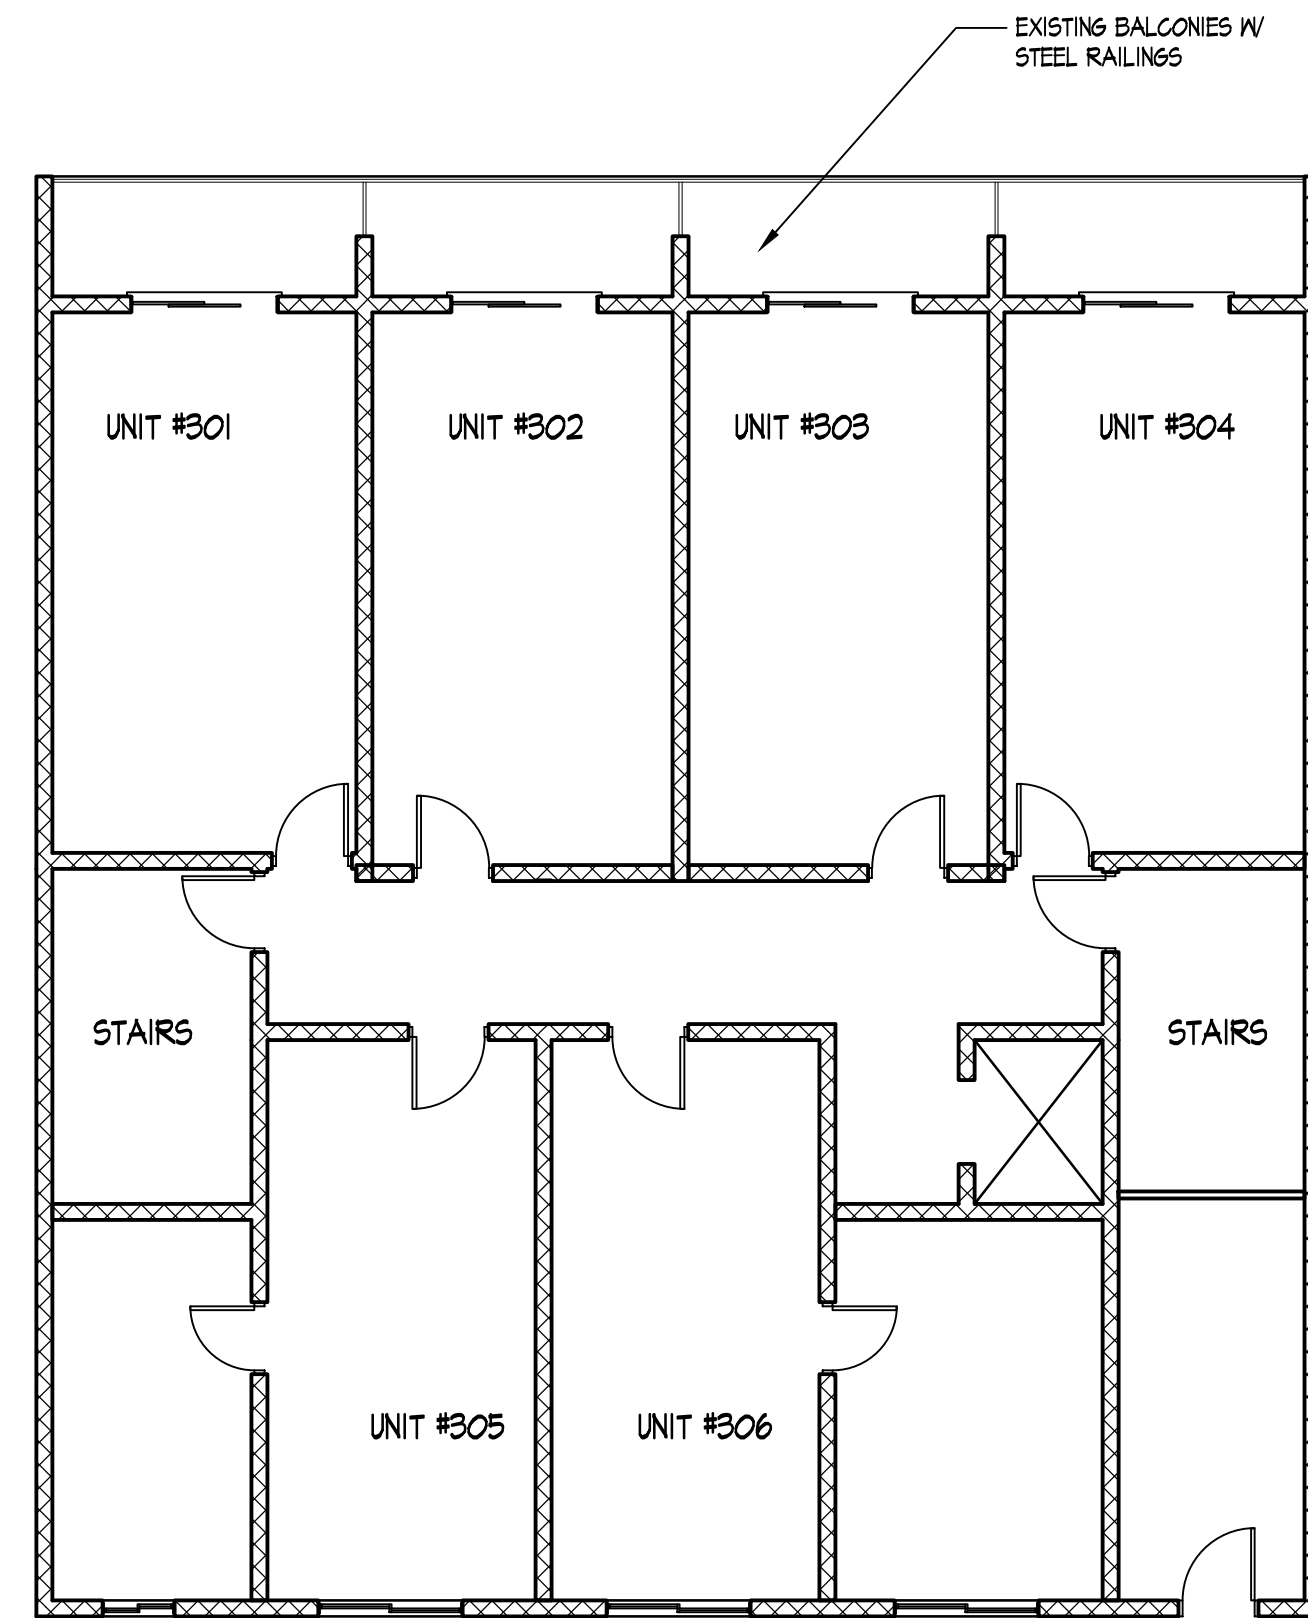 EXISTING BALCONIES W/
STEEL RAILINGS
UNIT #301
UNIT #302
UNIT #303
UNIT #304
STAIRS
STAIRS
UNIT #305
UNIT #306